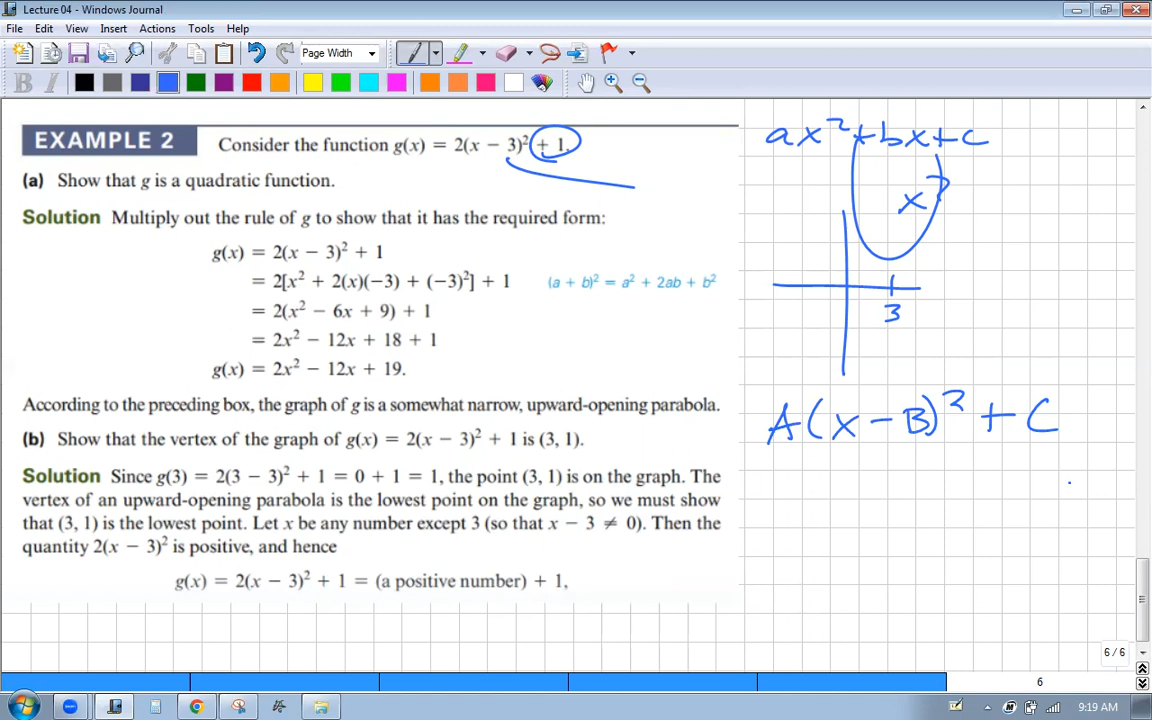 Lecture 04 - Windows Journal
File Edit View Insert Actions Tools Help
Page Width
B I
EXAMPLE 2 Consider the function g(x) = 2(x − 3)² + 1.
(a) Show that g is a quadratic function.
Solution Multiply out the rule of g to show that it has the required form:
g(x) = 2(x − 3)² + 1
= 2[x² + 2(x)(−3) + (−3)²] + 1 (a + b)² = a² + 2ab + b²
= 2(x² − 6x + 9) + 1
= 2x² − 12x + 18 + 1
g(x) = 2x² − 12x + 19.
According to the preceding box, the graph of g is a somewhat narrow, upward-opening parabola.
(b) Show that the vertex of the graph of g(x) = 2(x − 3)² + 1 is (3, 1).
Solution Since g(3) = 2(3 − 3)² + 1 = 0 + 1 = 1, the point (3, 1) is on the graph. The
vertex of an upward-opening parabola is the lowest point on the graph, so we must show
that (3, 1) is the lowest point. Let x be any number except 3 (so that x − 3 ≠ 0). Then the
quantity 2(x − 3)² is positive, and hence
g(x) = 2(x − 3)² + 1 = (a positive number) + 1,
ax² + bx + c
x²
3
A(x − B)² + C
6 / 6
6
9:19 AM